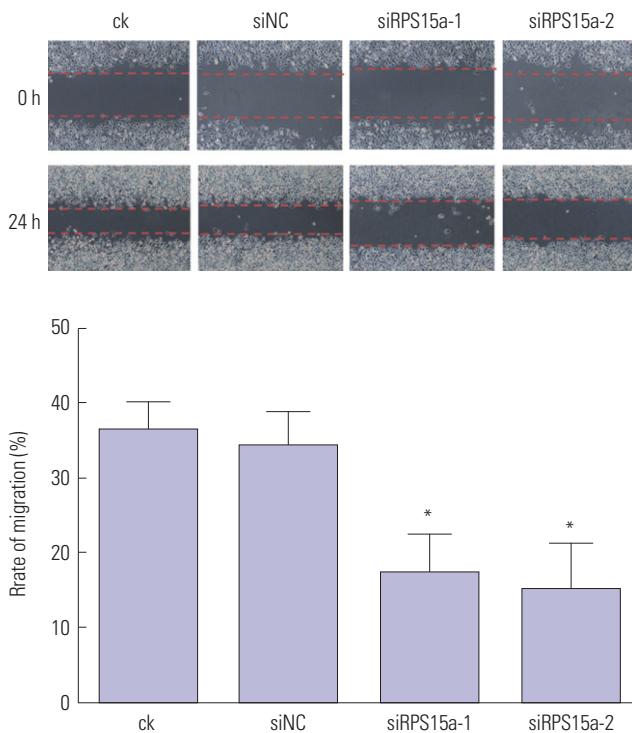 ck siNC siRPS15a-1 siRPS15a-2
0 h
24 h
50
40
30
20
10
0
Rrate of migration (%)
* *
ck siNC siRPS15a-1 siRPS15a-2